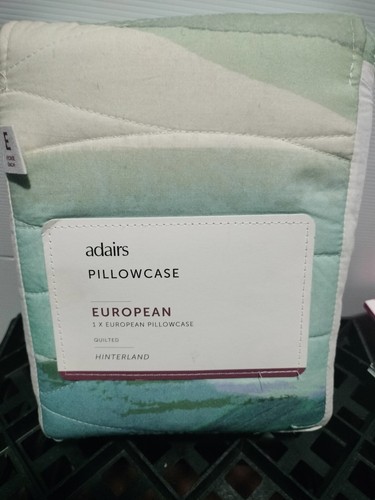 E
adairs
PILLOWCASE
EUROPEAN
1 X EUROPEAN PILLOWCASE
QUILTED
HINTERLAND